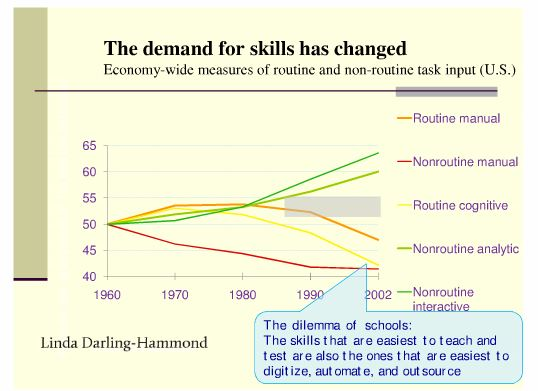 The demand for skills has changed
Economy-wide measures of routine and non-routine task input (U.S.)
65
60
55
50
45
40
1960
1970
1980
1990
2002
Routine manual
Nonroutine manual
Routine cognitive
Nonroutine analytic
Nonroutine
interactive
Linda Darling-Hammond
The dilemma of schools:
The skills that are easiest to teach and
test are also the ones that are easiest to
digitize, automate, and outsource